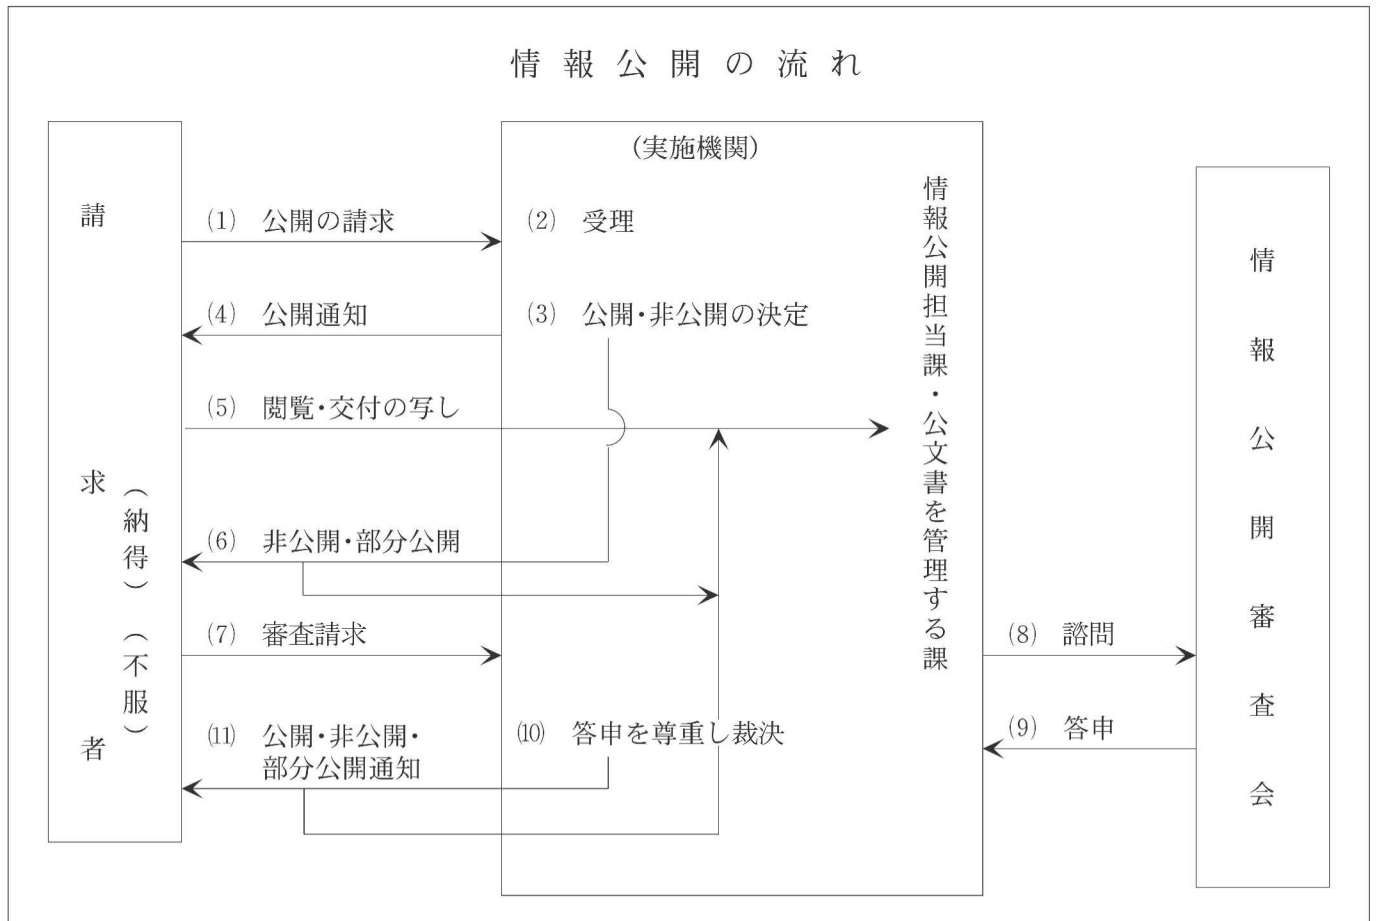 情報公開の流れ
請求者
(納得)
(不服)
(実施機関)
(1) 公開の請求
(2) 受理
(4) 公開通知
(3) 公開・非公開の決定
(5) 閲覧・交付の写し
(6) 非公開・部分公開
(7) 審査請求
(11) 公開・非公開・
部分公開通知
(10) 答申を尊重し裁決
情報公開担当課・公文書を管理する課
(8) 諮問
(9) 答申
情報公開審査会